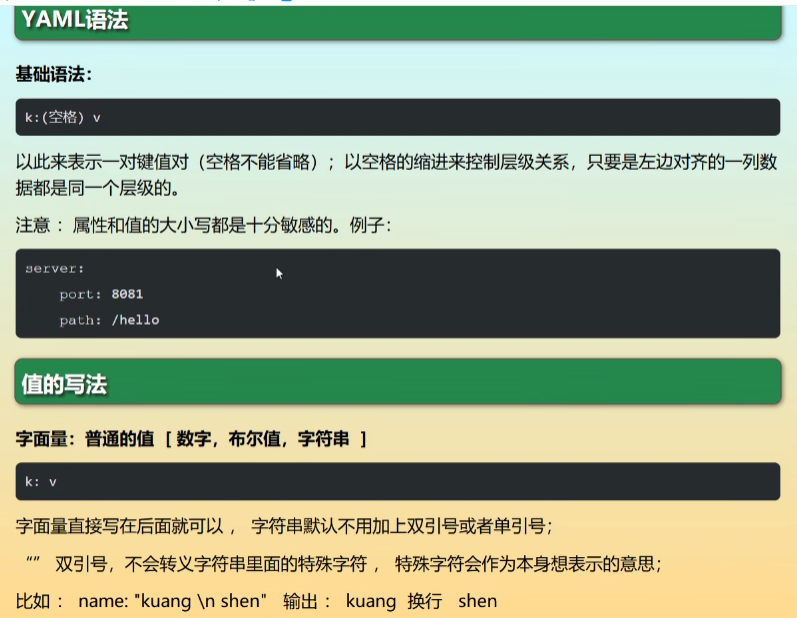 YAML语法
基础语法：
k:(空格) v
以此来表示一对键值对（空格不能省略）；以空格的缩进来控制层级关系，只要是左边对齐的一列数
据都是同一个层级的。
注意 ：属性和值的大小写都是十分敏感的。例子：
server:
    port: 8081
    path: /hello
值的写法
字面量：普通的值  [ 数字，布尔值，字符串  ]
k: v
字面量直接写在后面就可以 ， 字符串默认不用加上双引号或者单引号；
“” 双引号，不会转义字符串里面的特殊字符 ， 特殊字符会作为本身想表示的意思；
比如 ： name: "kuang \n shen"   输出 ： kuang  换行   shen